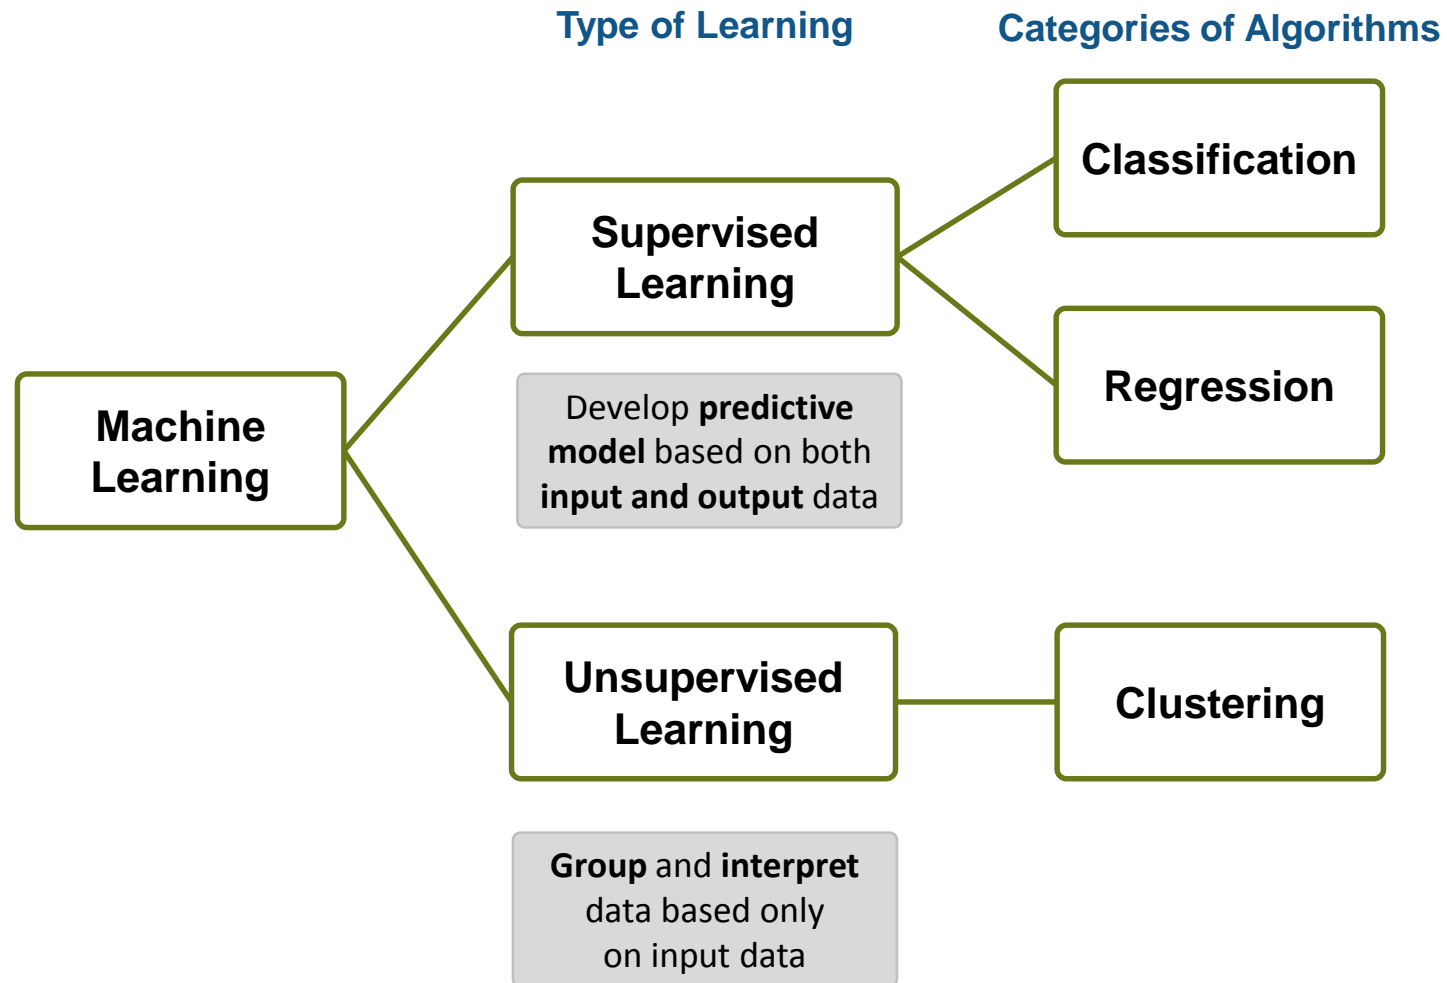 Type of Learning
Categories of Algorithms
Classification
Supervised
Learning
Regression
Develop predictive
model based on both
input and output data
Machine
Learning
Unsupervised
Learning
Clustering
Group and interpret
data based only
on input data